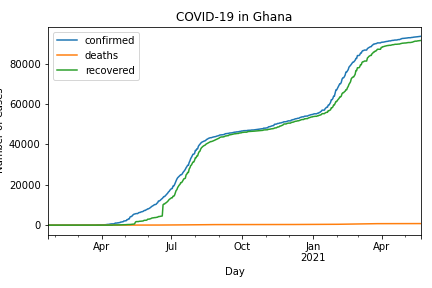 COVID-19 in Ghana
confirmed
deaths
recovered
80000
60000
40000
20000
0
Apr
Jul
Oct
Jan
2021
Apr
Day